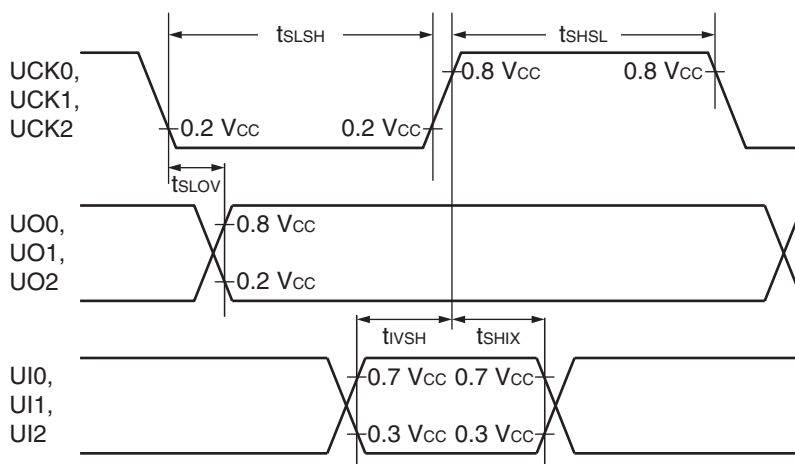 tSLSH tSHSL
UCK0,
UCK1,
UCK2
0.8 VCC 0.8 VCC
0.2 VCC 0.2 VCC
tSLOV
UO0,
UO1,
UO2
0.8 VCC
0.2 VCC
tIVSH tSHIX
UI0,
UI1,
UI2
0.7 VCC 0.7 VCC
0.3 VCC 0.3 VCC